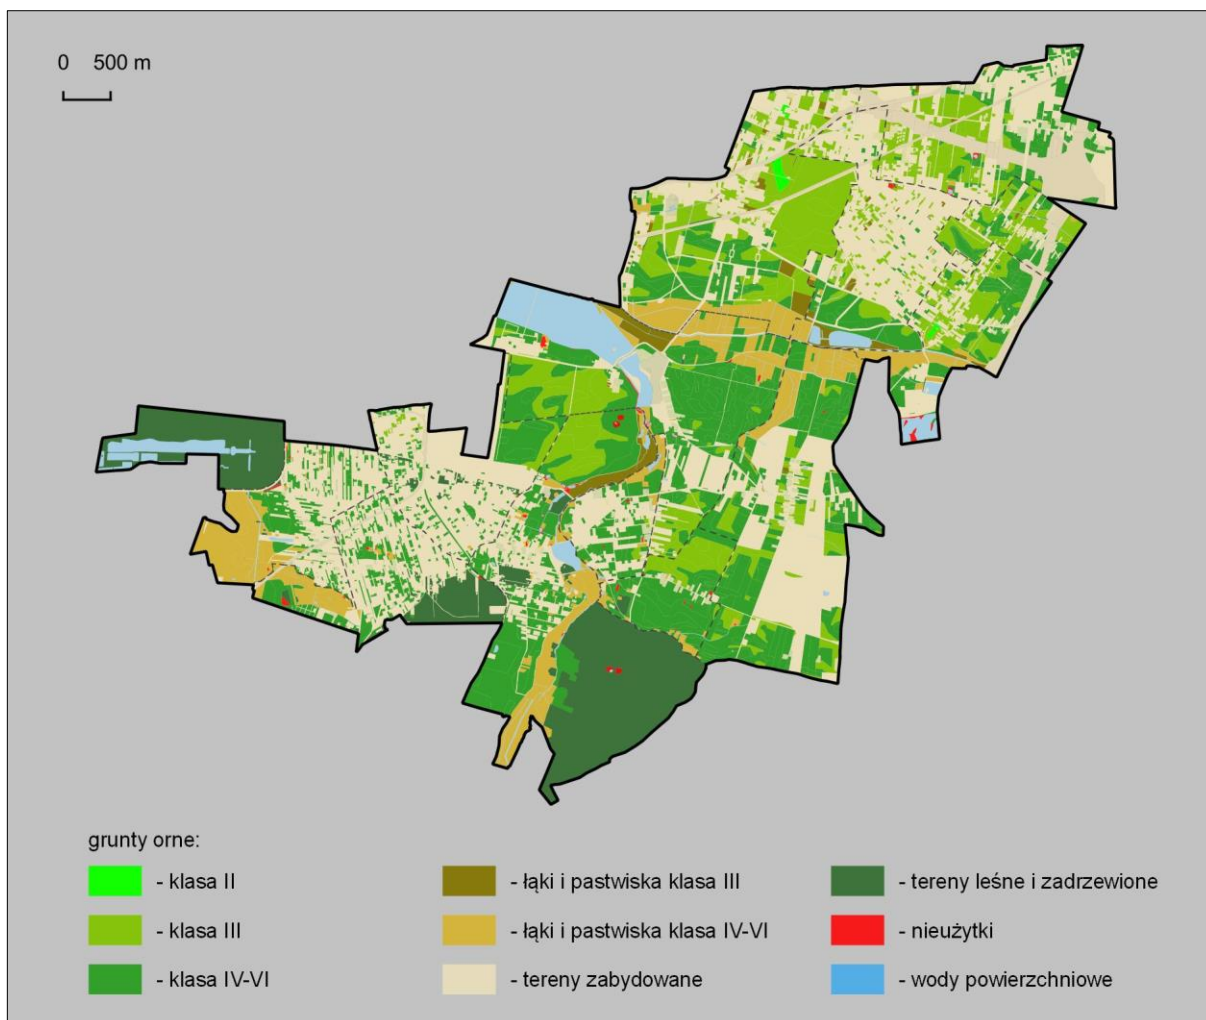 0 500 m
grunty orne:
- klasa II
- klasa III
- klasa IV-VI
- łąki i pastwiska klasa III
- łąki i pastwiska klasa IV-VI
- tereny zabydowane
- tereny leśne i zadrzewione
- nieużytki
- wody powierzchniowe